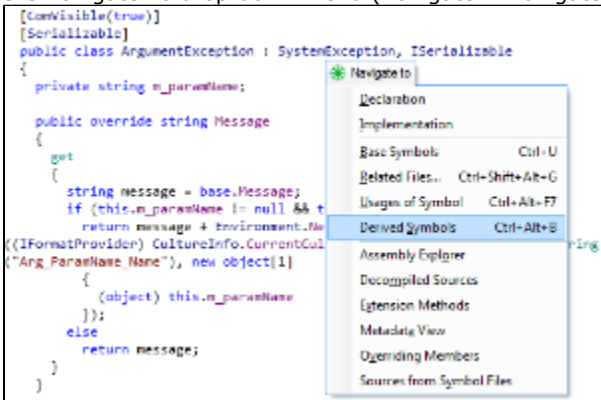 [ComVisible(true)]
[Serializable]
public class ArgumentException : SystemException, ISerializable
{
private string m_paramName;
public override string Message
{
get
{
string message = base.Message;
if (this.m_paramName != null && t
return message + Environment.Ne
((IFormatProvider) CultureInfo.CurrentCul
ring
("Arg_ParamName_Name"), new object[1]
{
(object) this.m_paramName
});
else
return message;
}
}
Navigate to
Declaration
Implementation
Base Symbols Ctrl+U
Related Files... Ctrl+Shift+Alt+G
Usages of Symbol Ctrl+Alt+F7
Derived Symbols Ctrl+Alt+B
Assembly Explorer
Decompiled Sources
Extension Methods
Metadata View
Overriding Members
Sources from Symbol Files